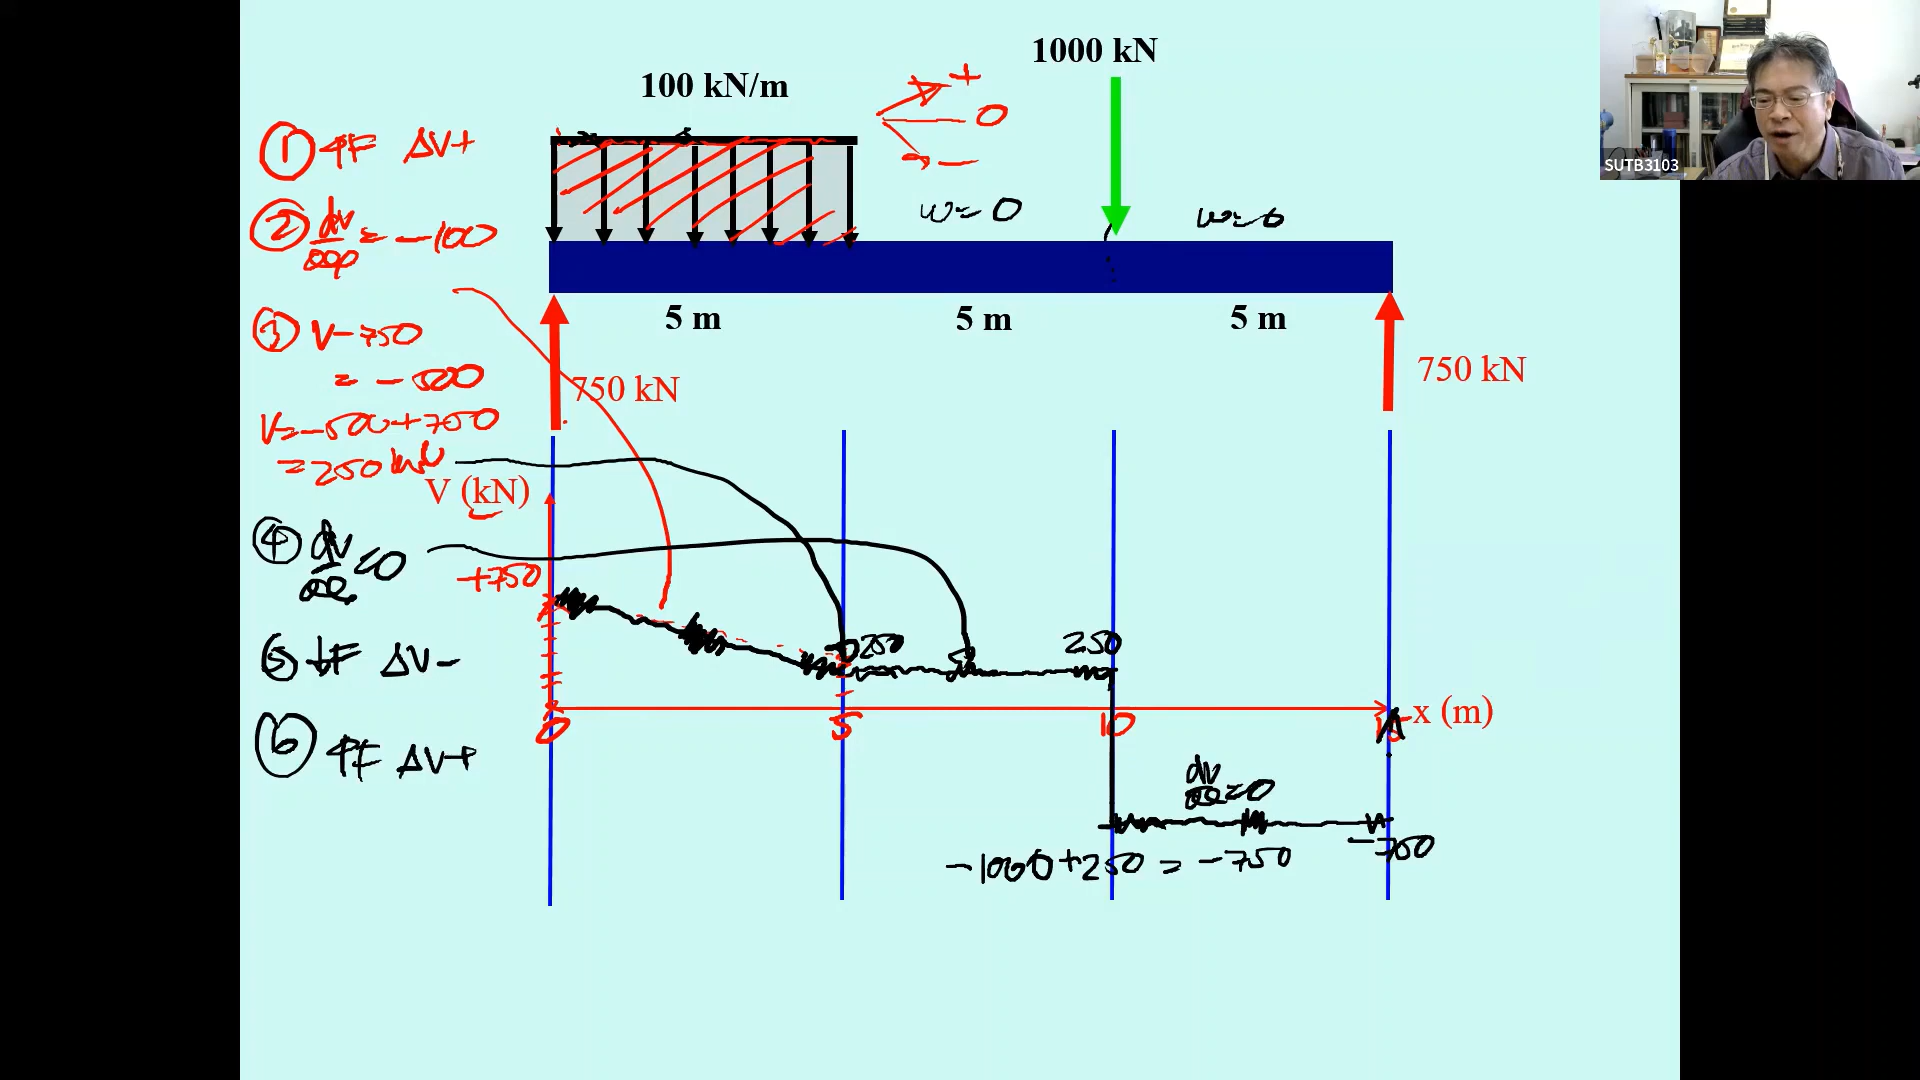 1000 kN
100 kN/m
+
0
-
SUTB3103
① ↑F ΔV+
② dv/dx = -100
w=0
w=0
5 m
5 m
5 m
③ V-750
= -500
V=-500+750
=250 kN
750 kN
750 kN
V (kN)
④ dv/dx =0
+750
250
250
⑤ ↓F ΔV-
0
5
10
15
x (m)
⑥ ↑F ΔV+
dv/dx =0
-1000+250 = -750
-750